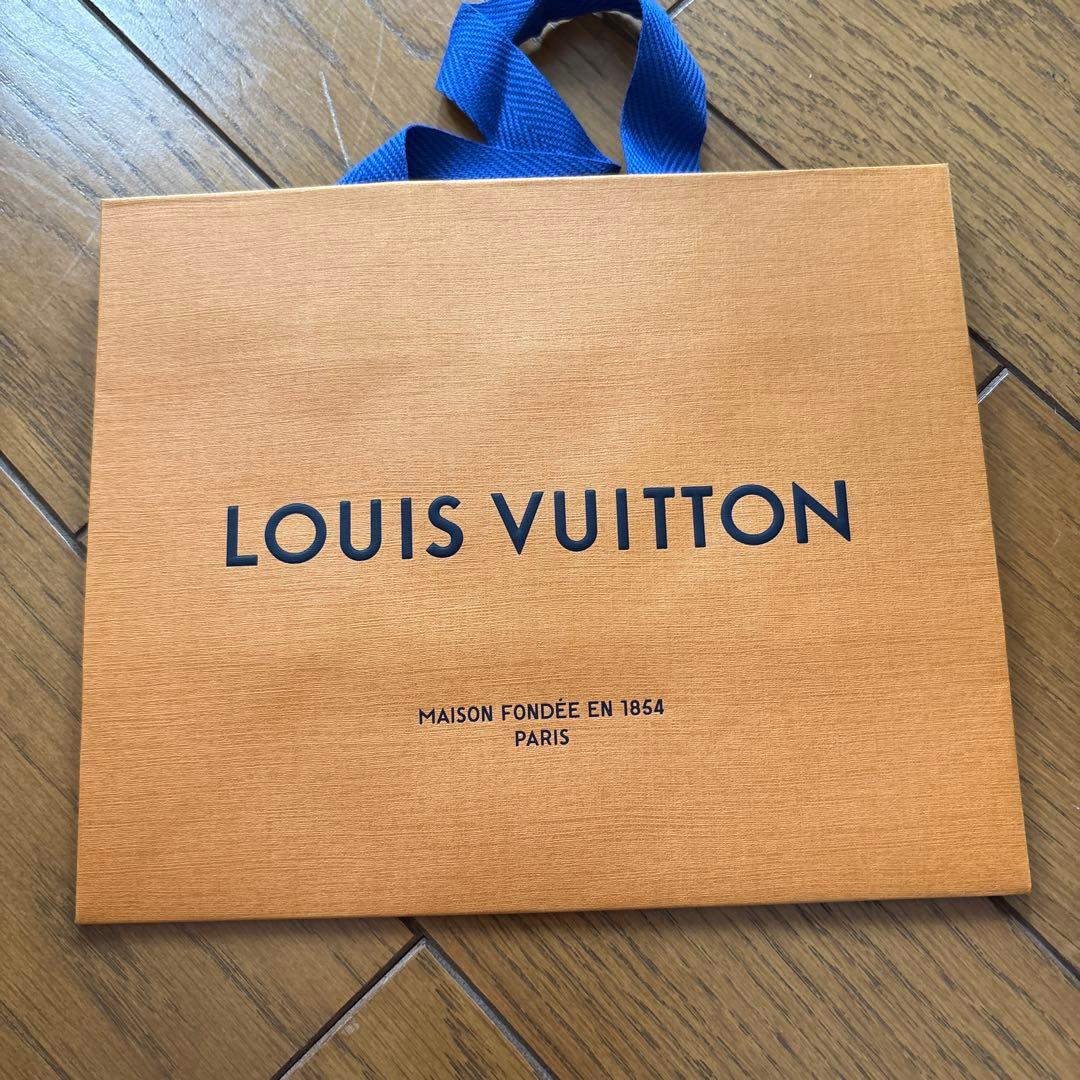 LOUIS VUITTON
MAISON FONDÉE EN 1854
PARIS